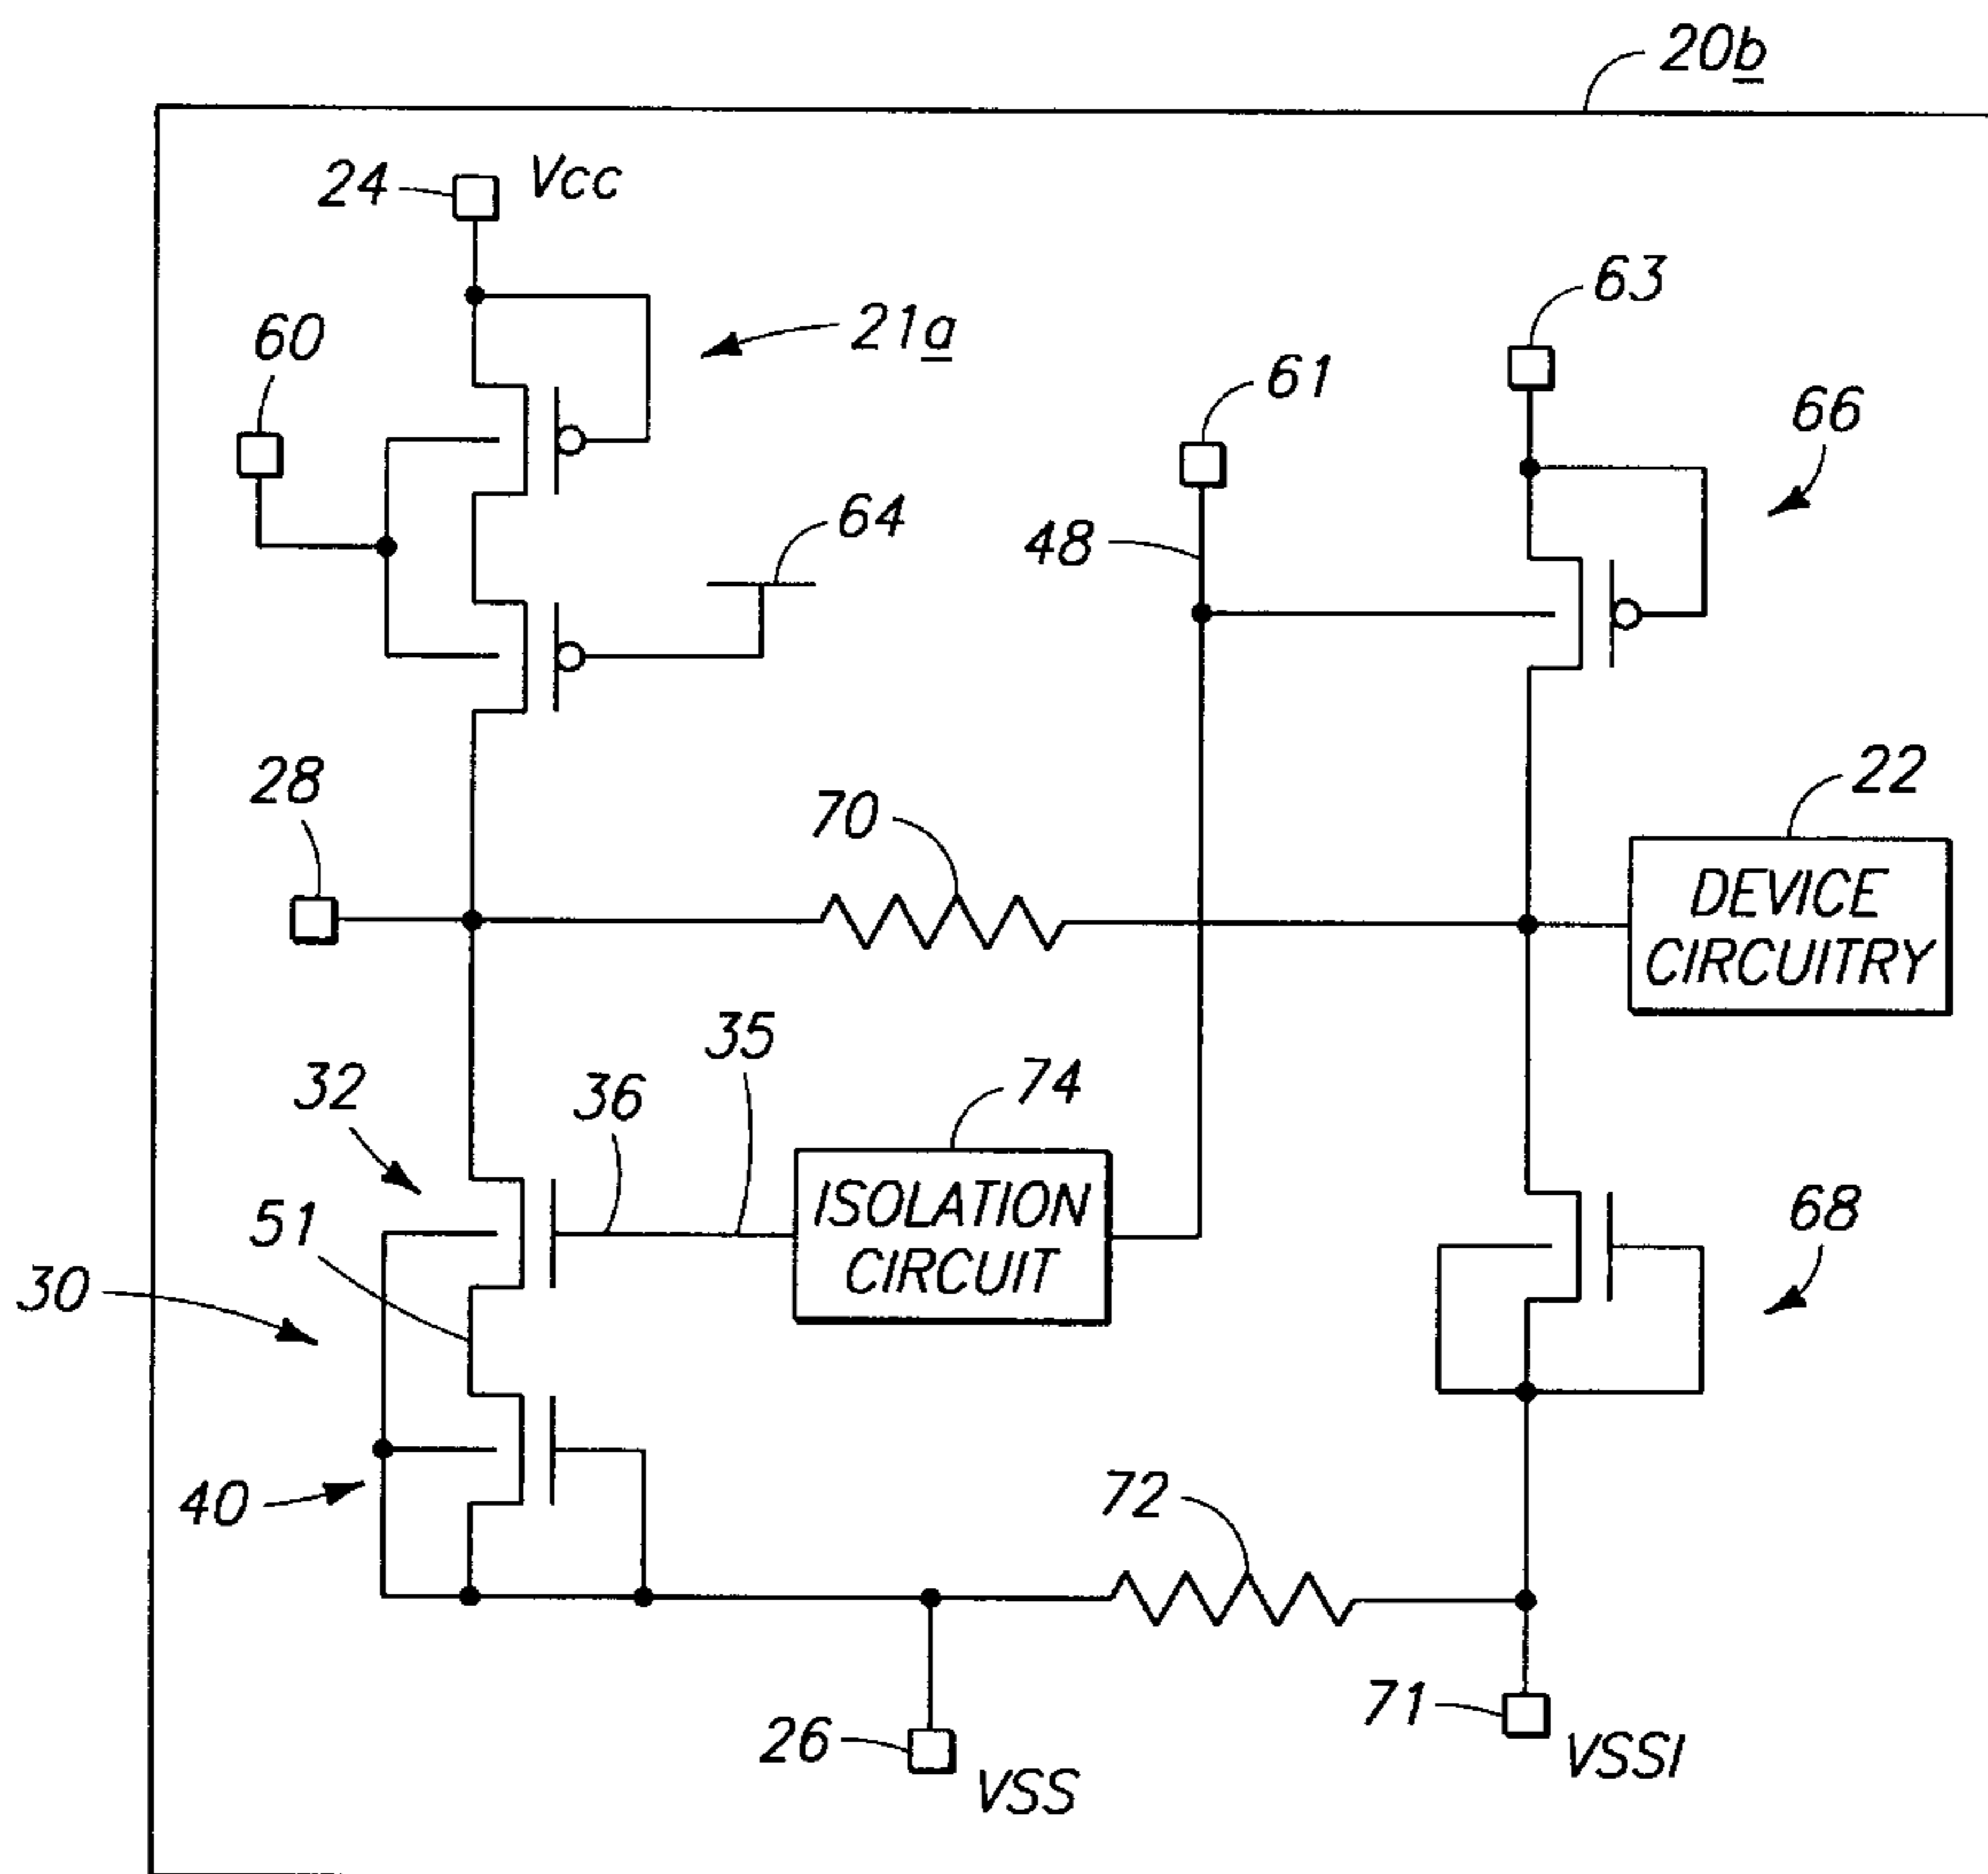 20b
24
Vcc
63
60
21a
61
66
64
48
28
70
22
DEVICE
CIRCUITRY
35
32
36
74
51
ISOLATION
CIRCUIT
68
30
40
72
71
26
VSS
VSSI